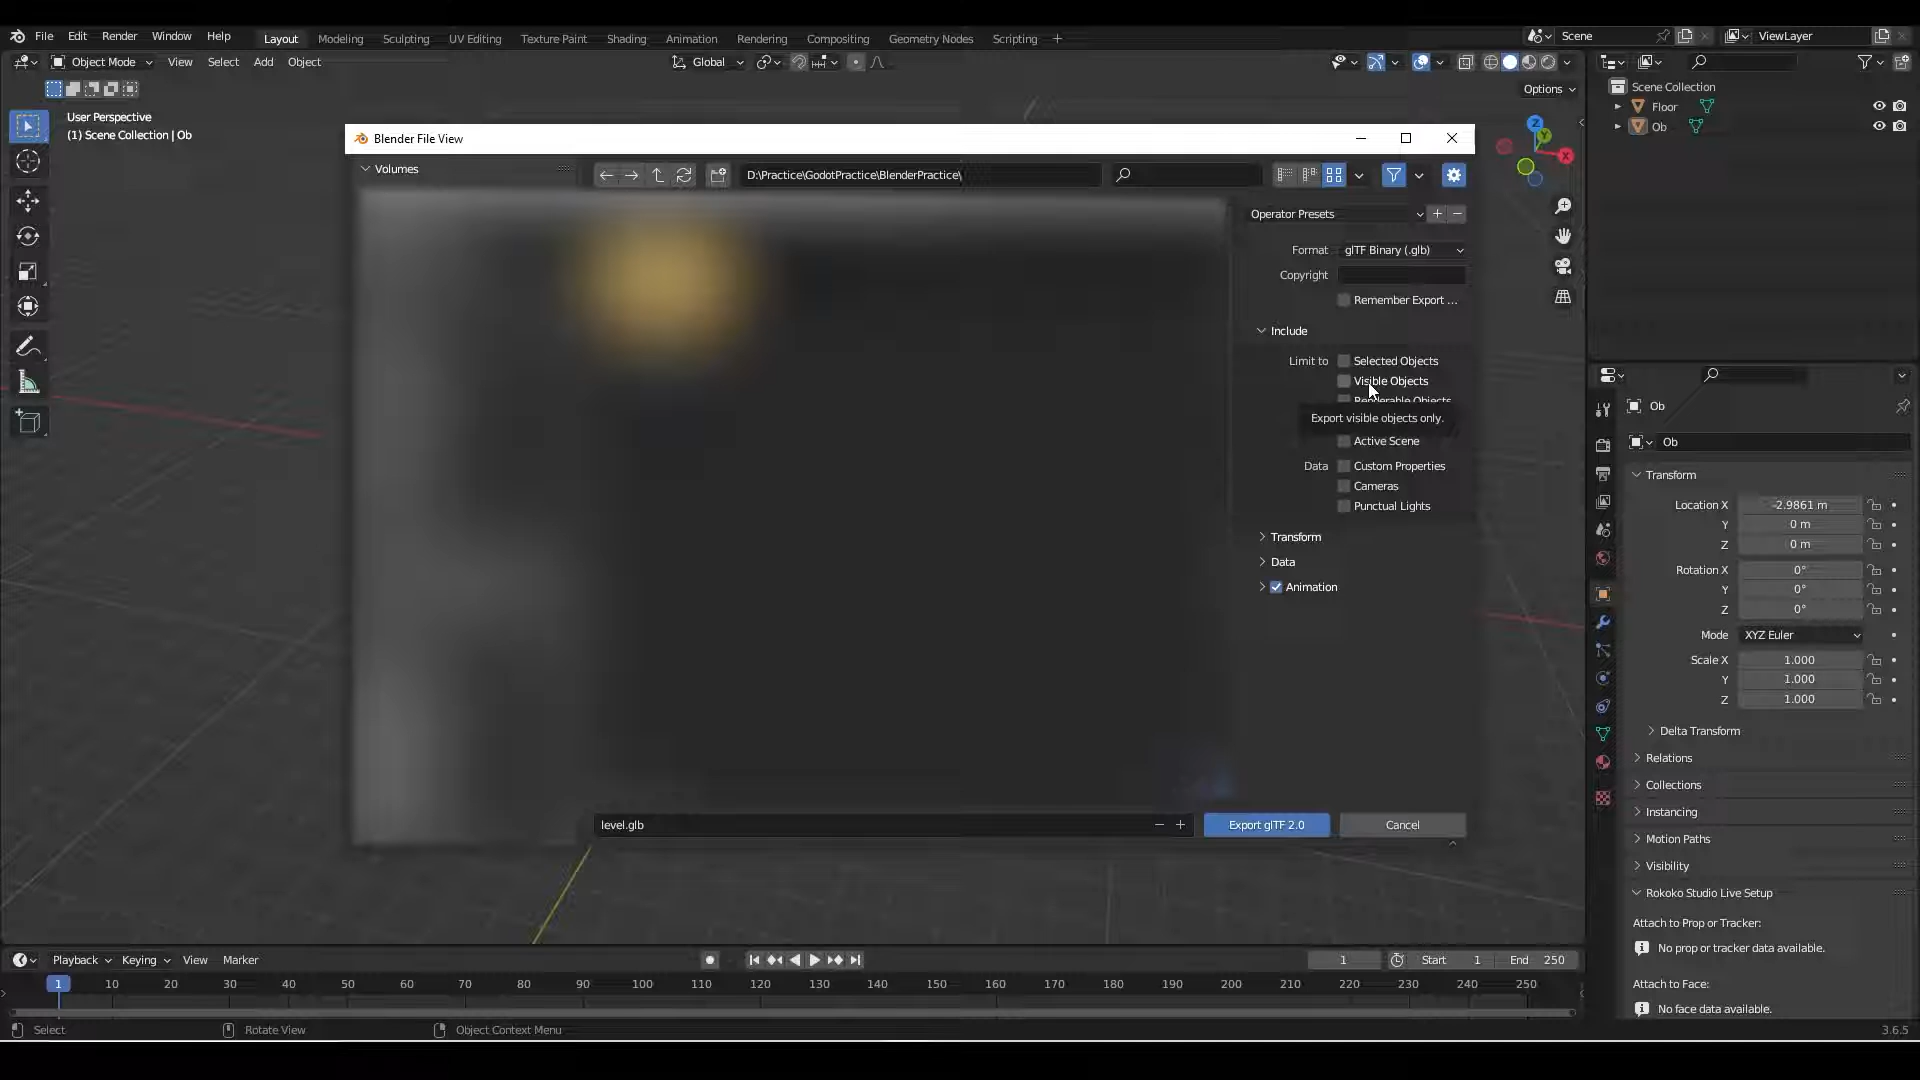 File Edit Render Window Help Layout Modeling Sculpting UV Editing Texture Paint Shading Animation Rendering Compositing Geometry Nodes Scripting + Scene ViewLayer
Object Mode View Select Add Object Global
Options
User Perspective
(1) Scene Collection | Ob
Z
Y
X
Blender File View
Volumes
D:\Practice\GodotPractice\BlenderPractice\
Operator Presets
Format glTF Binary (.glb)
Copyright
Remember Export ...
Include
Limit to Selected Objects
Visible Objects
Renderable Objects
Export visible objects only.
Active Scene
Data Custom Properties
Cameras
Punctual Lights
Transform
Data
Animation
level.glb
Export glTF 2.0 Cancel
Scene Collection
Floor
Ob
Ob
Ob
Transform
Location X -2.9861 m
Y 0 m
Z 0 m
Rotation X 0°
Y 0°
Z 0°
Mode XYZ Euler
Scale X 1.000
Y 1.000
Z 1.000
Delta Transform
Relations
Collections
Instancing
Motion Paths
Visibility
Rokoko Studio Live Setup
Attach to Prop or Tracker:
No prop or tracker data available.
Attach to Face:
No face data available.
Playback Keying View Marker 1 Start 1 End 250
1 10 20 30 40 50 60 70 80 90 100 110 120 130 140 150 160 170 180 190 200 210 220 230 240 250
Select Rotate View Object Context Menu 3.6.5